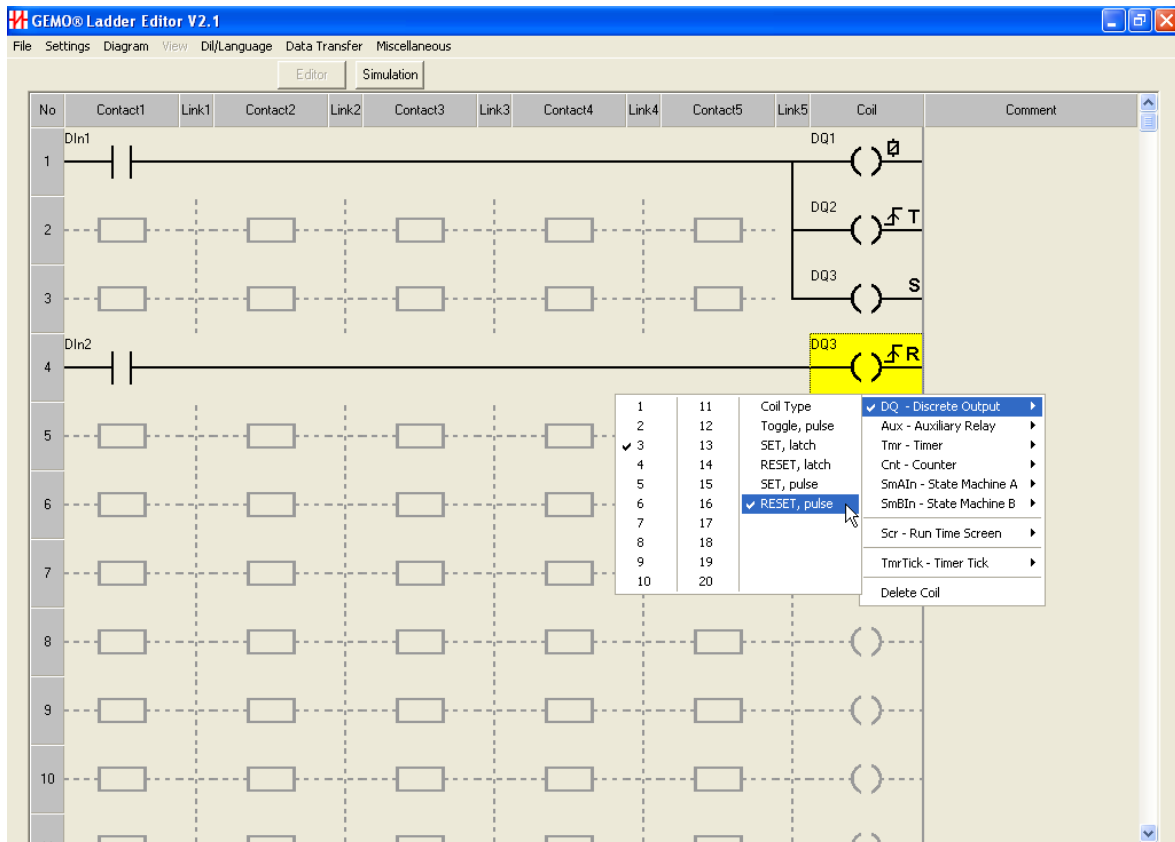 GEMO® Ladder Editor V2.1
File Settings Diagram View Dil/Language Data Transfer Miscellaneous
Editor Simulation
No Contact1 Link1 Contact2 Link2 Contact3 Link3 Contact4 Link4 Contact5 Link5 Coil Comment
DIn1 DQ1
1
DQ2
2 T
DQ3
3 S
DIn2 DQ3
4 R
1 11 Coil Type DQ - Discrete Output
2 12 Toggle, pulse Aux - Auxiliary Relay
3 13 SET, latch Tmr - Timer
4 14 RESET, latch Cnt - Counter
5 15 SET, pulse SmAIn - State Machine A
6 16 RESET, pulse SmBIn - State Machine B
7 17
8 18 Scr - Run Time Screen
9 19 TmrTick - Timer Tick
10 20 Delete Coil
5
6
7
8
9
10